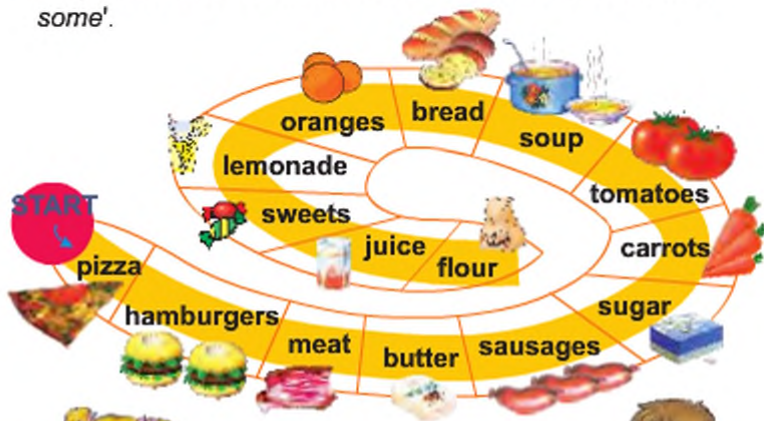 some'.
START
pizza
hamburgers
meat
butter
sausages
sugar
carrots
tomatoes
soup
bread
oranges
lemonade
sweets
juice
flour